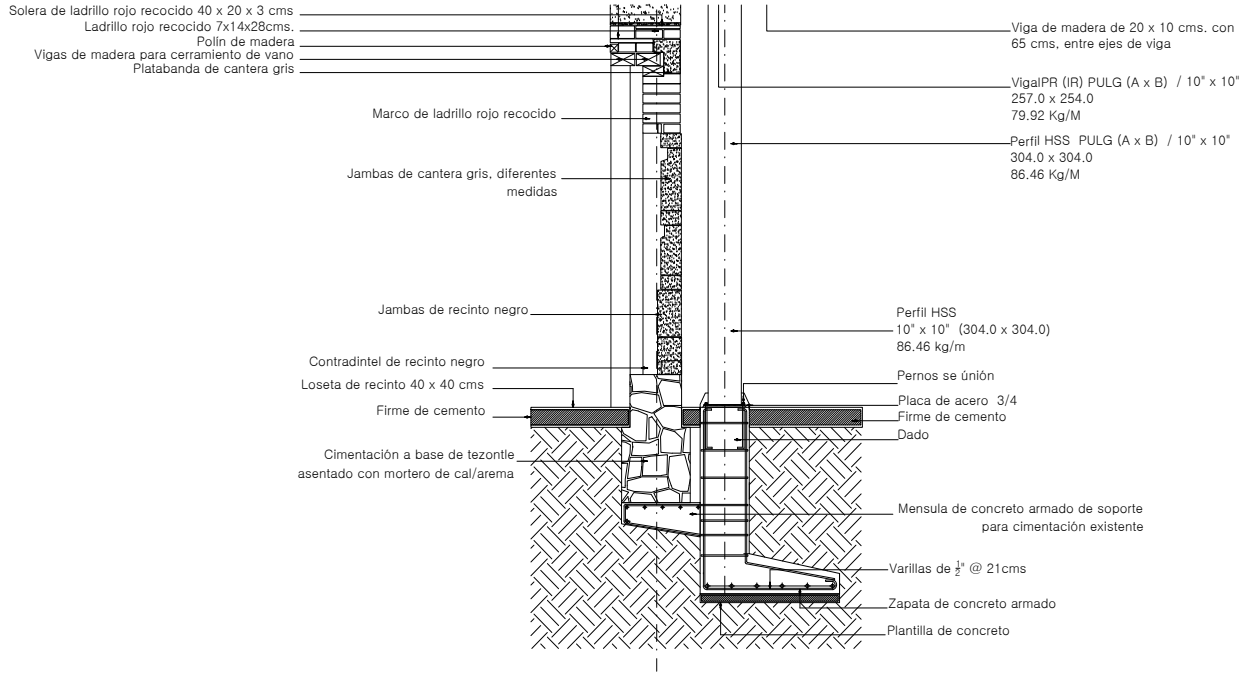 Solera de ladrillo rojo recocido 40 x 20 x 3 cms
Ladrillo rojo recocido 7x14x28cms.
Polín de madera
Vigas de madera para cerramiento de vano
Platabanda de cantera gris
Marco de ladrillo rojo recocido
Jambas de cantera gris, diferentes
medidas
Jambas de recinto negro
Contradintel de recinto negro
Loseta de recinto 40 x 40 cms
Firme de cemento
Cimentación a base de tezontle
asentado con mortero de cal/arema
Viga de madera de 20 x 10 cms. con
65 cms, entre ejes de viga
VigaIPR (IR) PULG (A x B) / 10" x 10"
257.0 x 254.0
79.92 Kg/M
Perfil HSS PULG (A x B) / 10" x 10"
304.0 x 304.0
86.46 Kg/M
Perfil HSS
10" x 10" (304.0 x 304.0)
86.46 kg/m
Pernos se únión
Placa de acero 3/4
Firme de cemento
Dado
Mensula de concreto armado de soporte
para cimentación existente
Varillas de ½" @ 21cms
Zapata de concreto armado
Plantilla de concreto